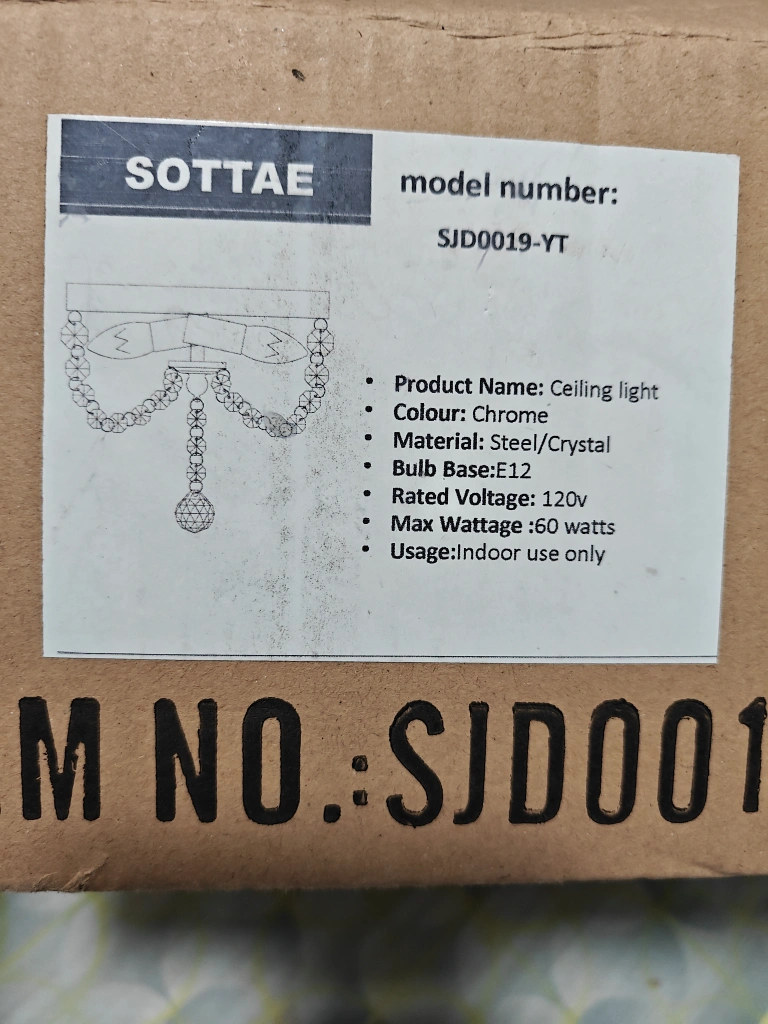 SOTTAE
model number:
SJD0019-YT
• Product Name: Ceiling light
• Colour: Chrome
• Material: Steel/Crystal
• Bulb Base:E12
• Rated Voltage: 120v
• Max Wattage :60 watts
• Usage:Indoor use only
M NO.:SJD001